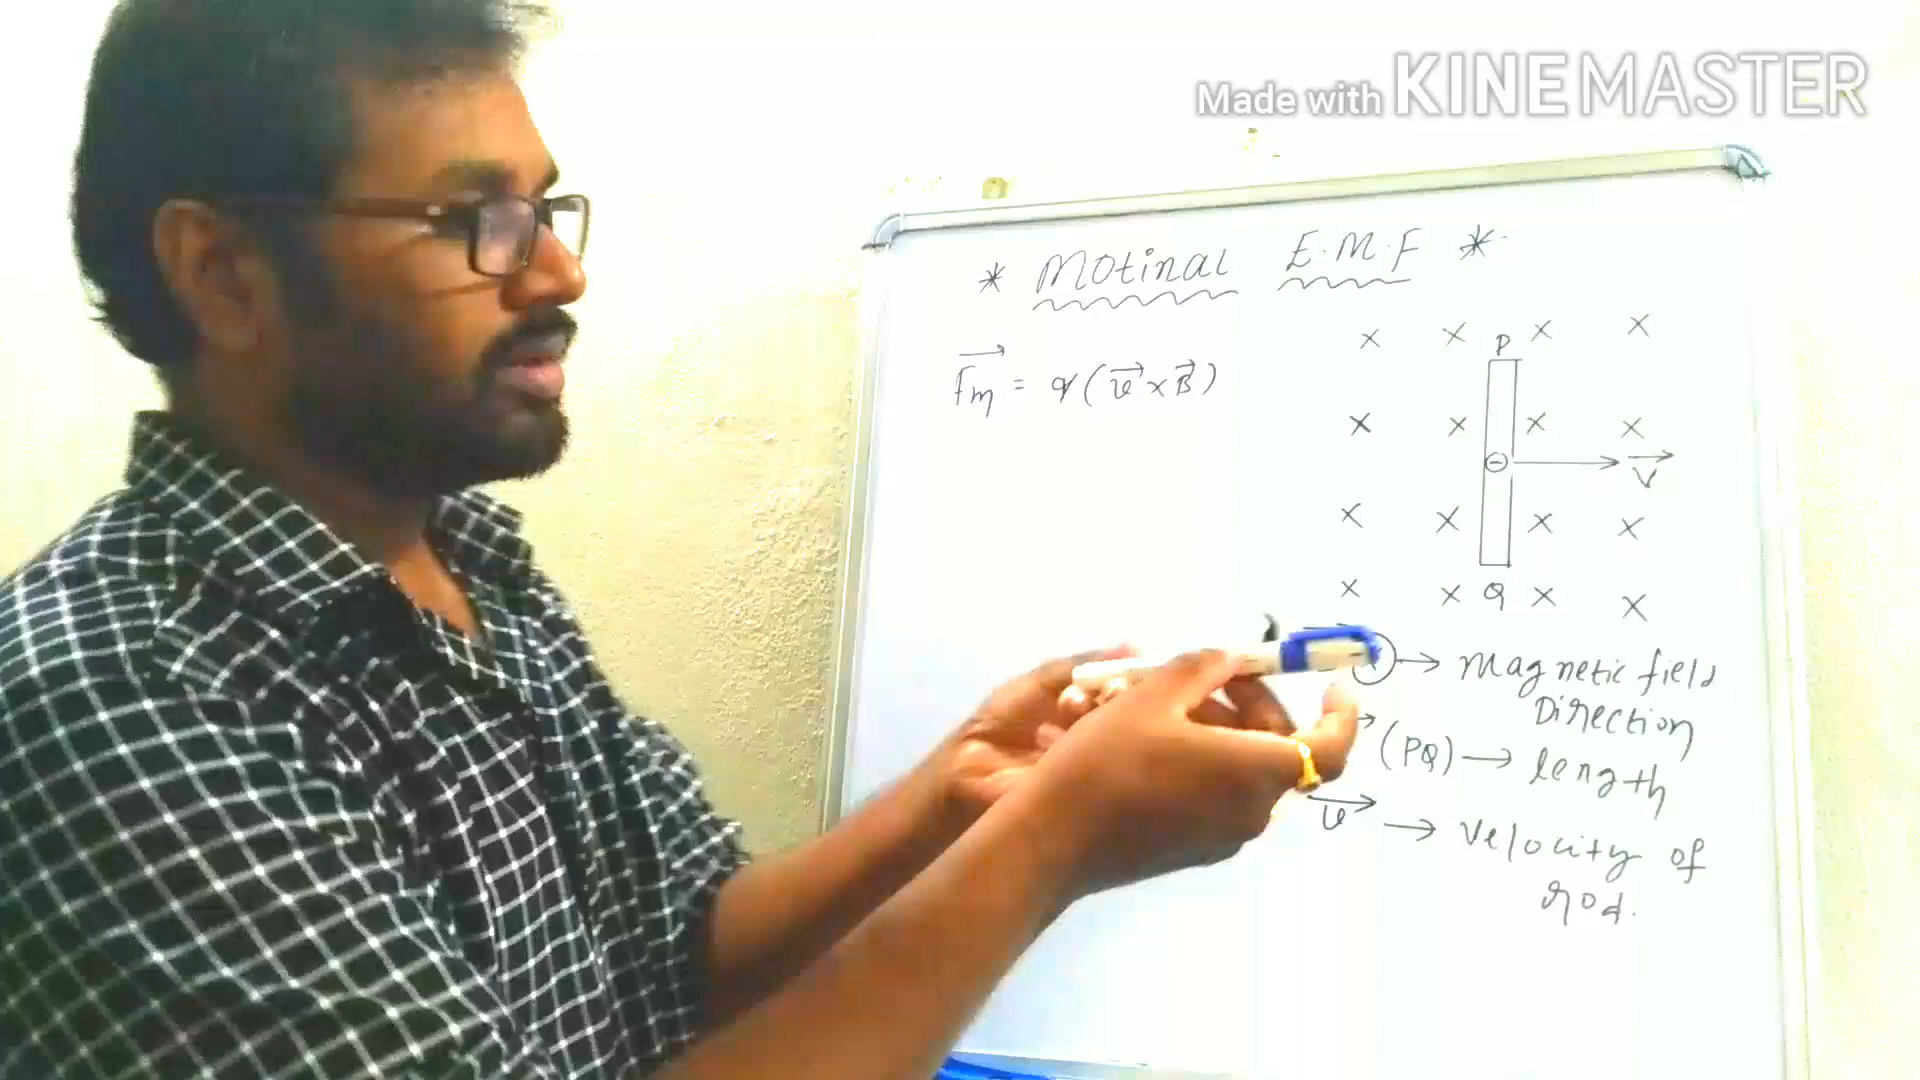 Made with KINEMASTER
* Motinal E.M.F *
Fm = q (v × B)
× × P × ×
× × × ×
⊖ → V
× × × ×
× × Q × ×
→ Magnetic field
Direction
(PQ) → length
v → Velocity of
rod.